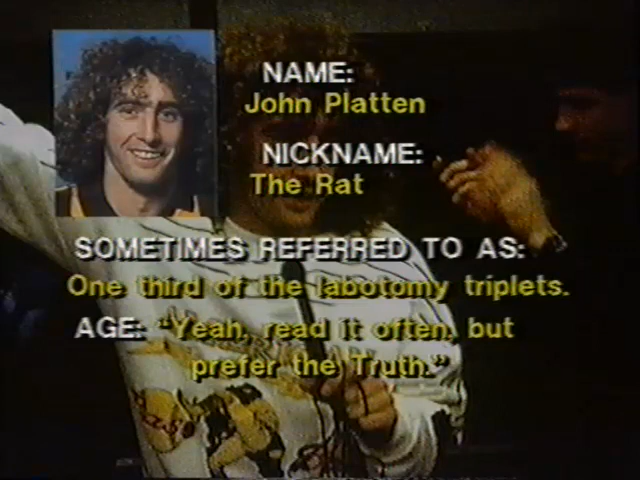 NAME:
John Platten
NICKNAME:
The Rat
SOMETIMES REFERRED TO AS:
One third of the labotomy triplets.
AGE: “Yeah, read it often, but
prefer the Truth.”